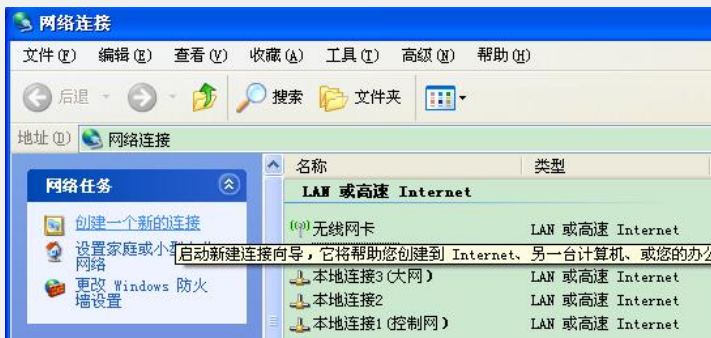 网络连接
文件(F) 编辑(E) 查看(V) 收藏(A) 工具(T) 高级(N) 帮助(H)
后退 搜索 文件夹
地址(D) 网络连接
名称 类型
网络任务
LAN 或高速 Internet
创建一个新的连接
无线网卡 LAN 或高速 Internet
设置家庭或小型
启动新建连接向导，它将帮助您创建到 Internet、另一台计算机、或您的办公
网络
本地连接3(大网) LAN 或高速 Internet
更改 Windows 防火
墙设置
本地连接2 LAN 或高速 Internet
本地连接1(控制网) LAN 或高速 Internet